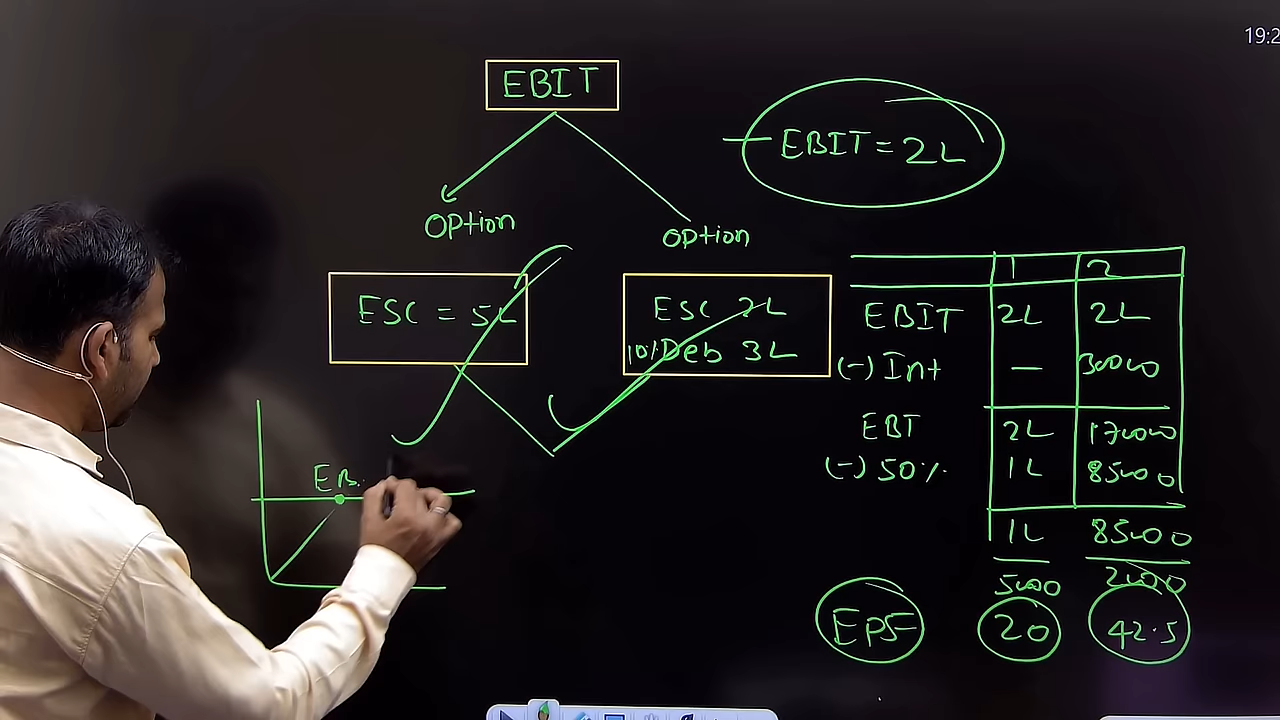 19:2
EBIT
EBIT = 2L
Option
Option
ESC = 5L
ESC 2L
10% Deb 3L
1 2
EBIT 2L 2L
(-) Int — 30000
EBT 2L 170000
(-) 50% 1L 85000
1L 85000
5000 2000
EPS 20 42.5
EB